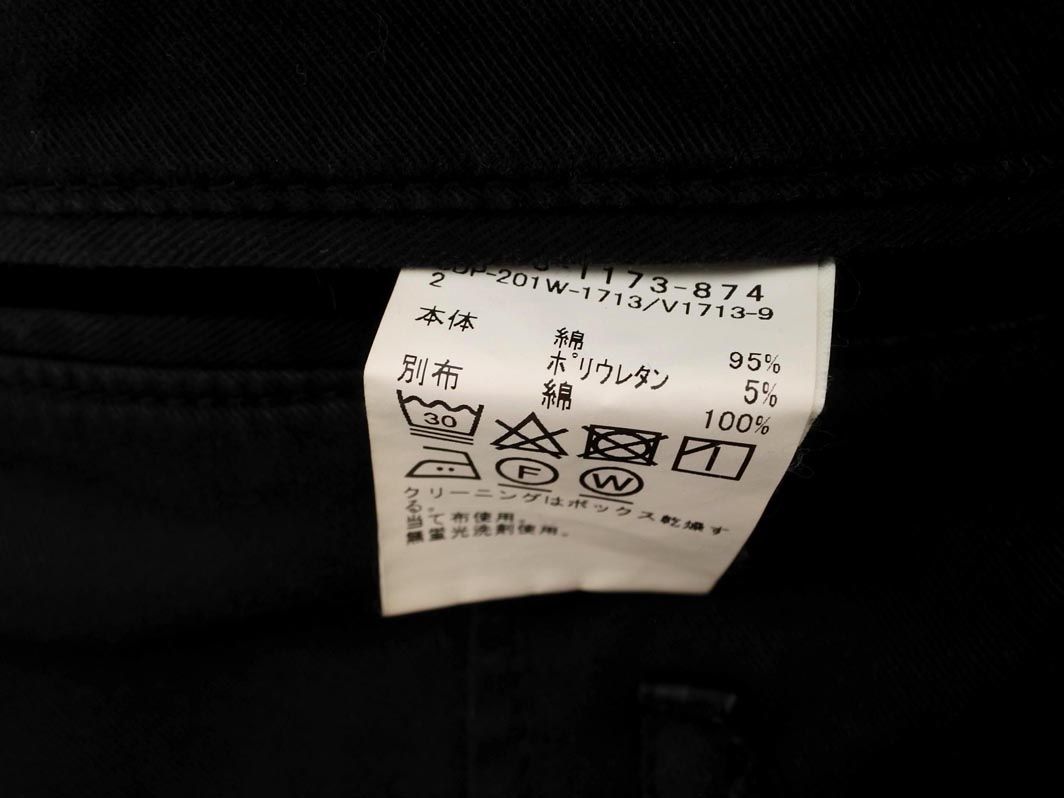 1173-874
DP-201W-1713/V1713-9
2
本体 綿 95%
ポリウレタン 5%
別布 綿 100%
30
F W
クリーニングはボックス乾燥す
る。
当て布使用。
無蛍光洗剤使用。